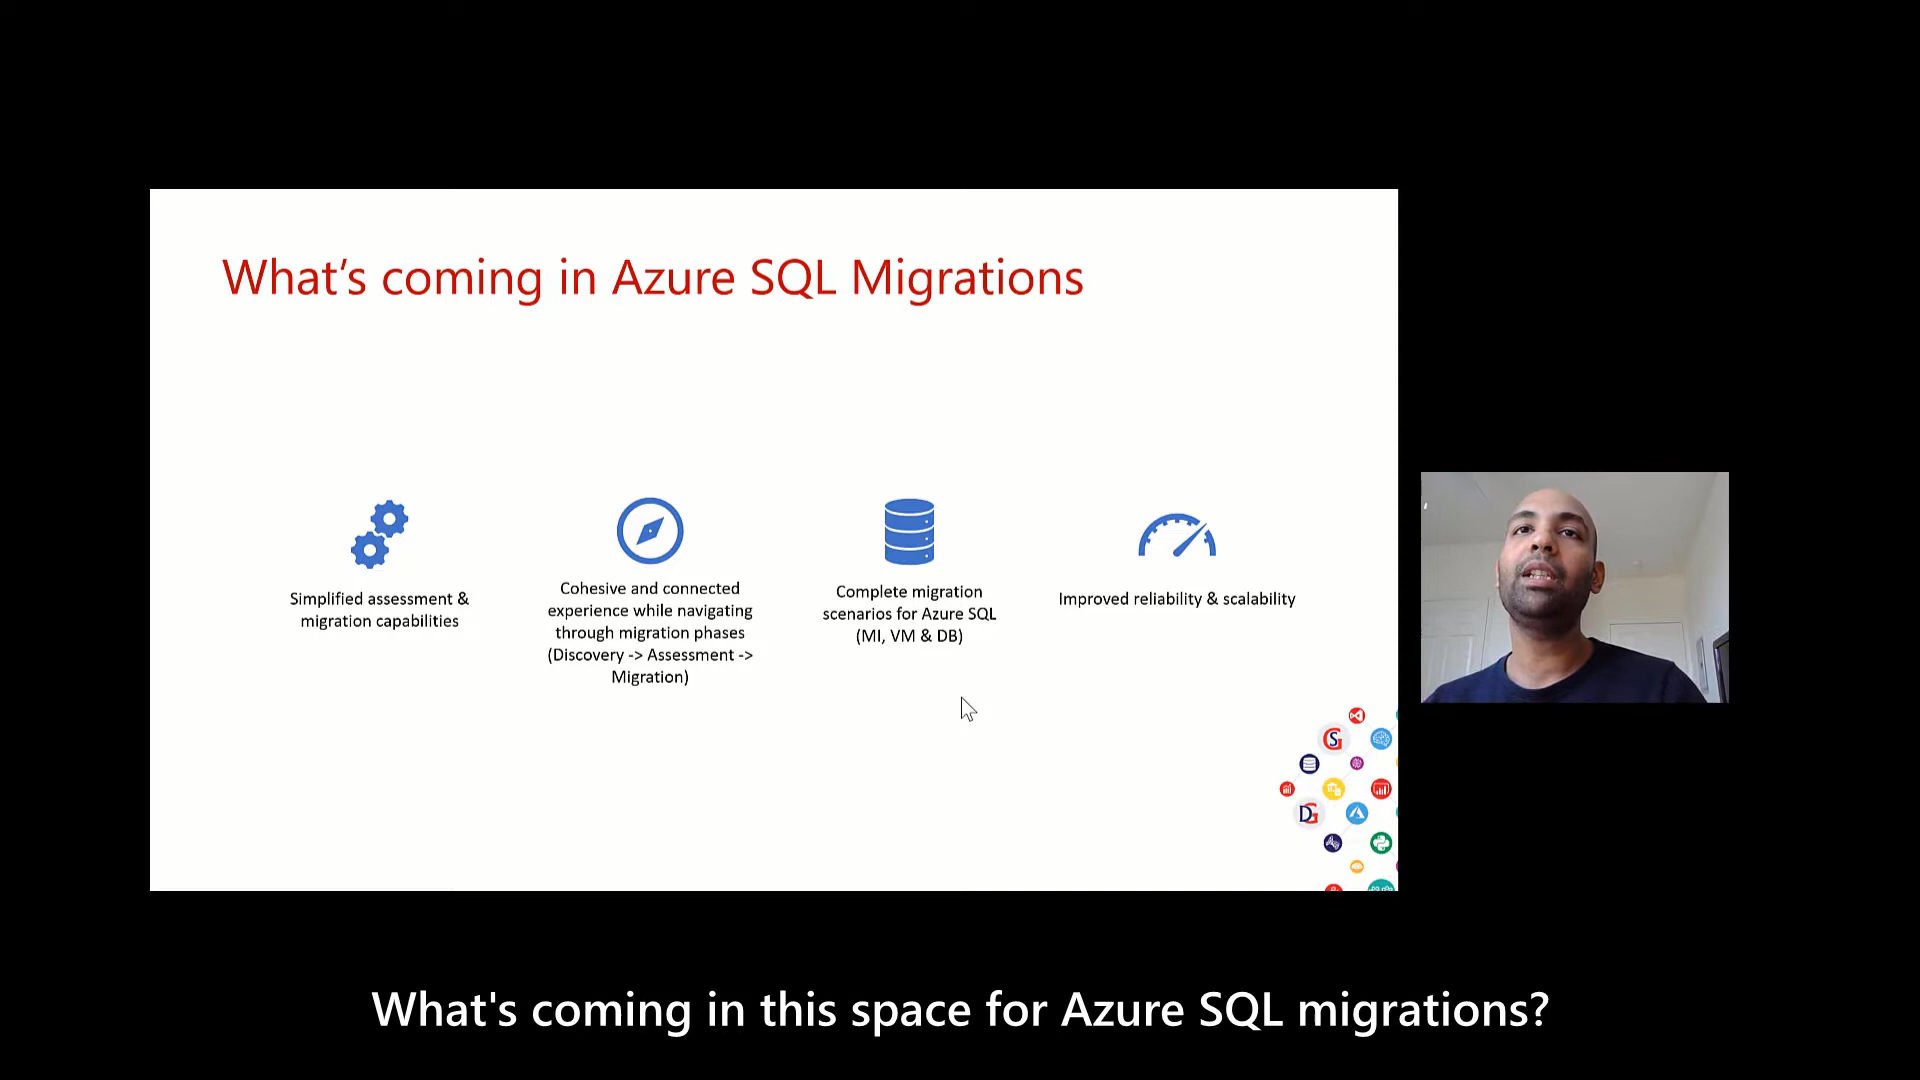 What's coming in Azure SQL Migrations
Simplified assessment &
migration capabilities
Cohesive and connected
experience while navigating
through migration phases
(Discovery -> Assessment ->
Migration)
Complete migration
scenarios for Azure SQL
(MI, VM & DB)
Improved reliability & scalability
GS
DG
What's coming in this space for Azure SQL migrations?